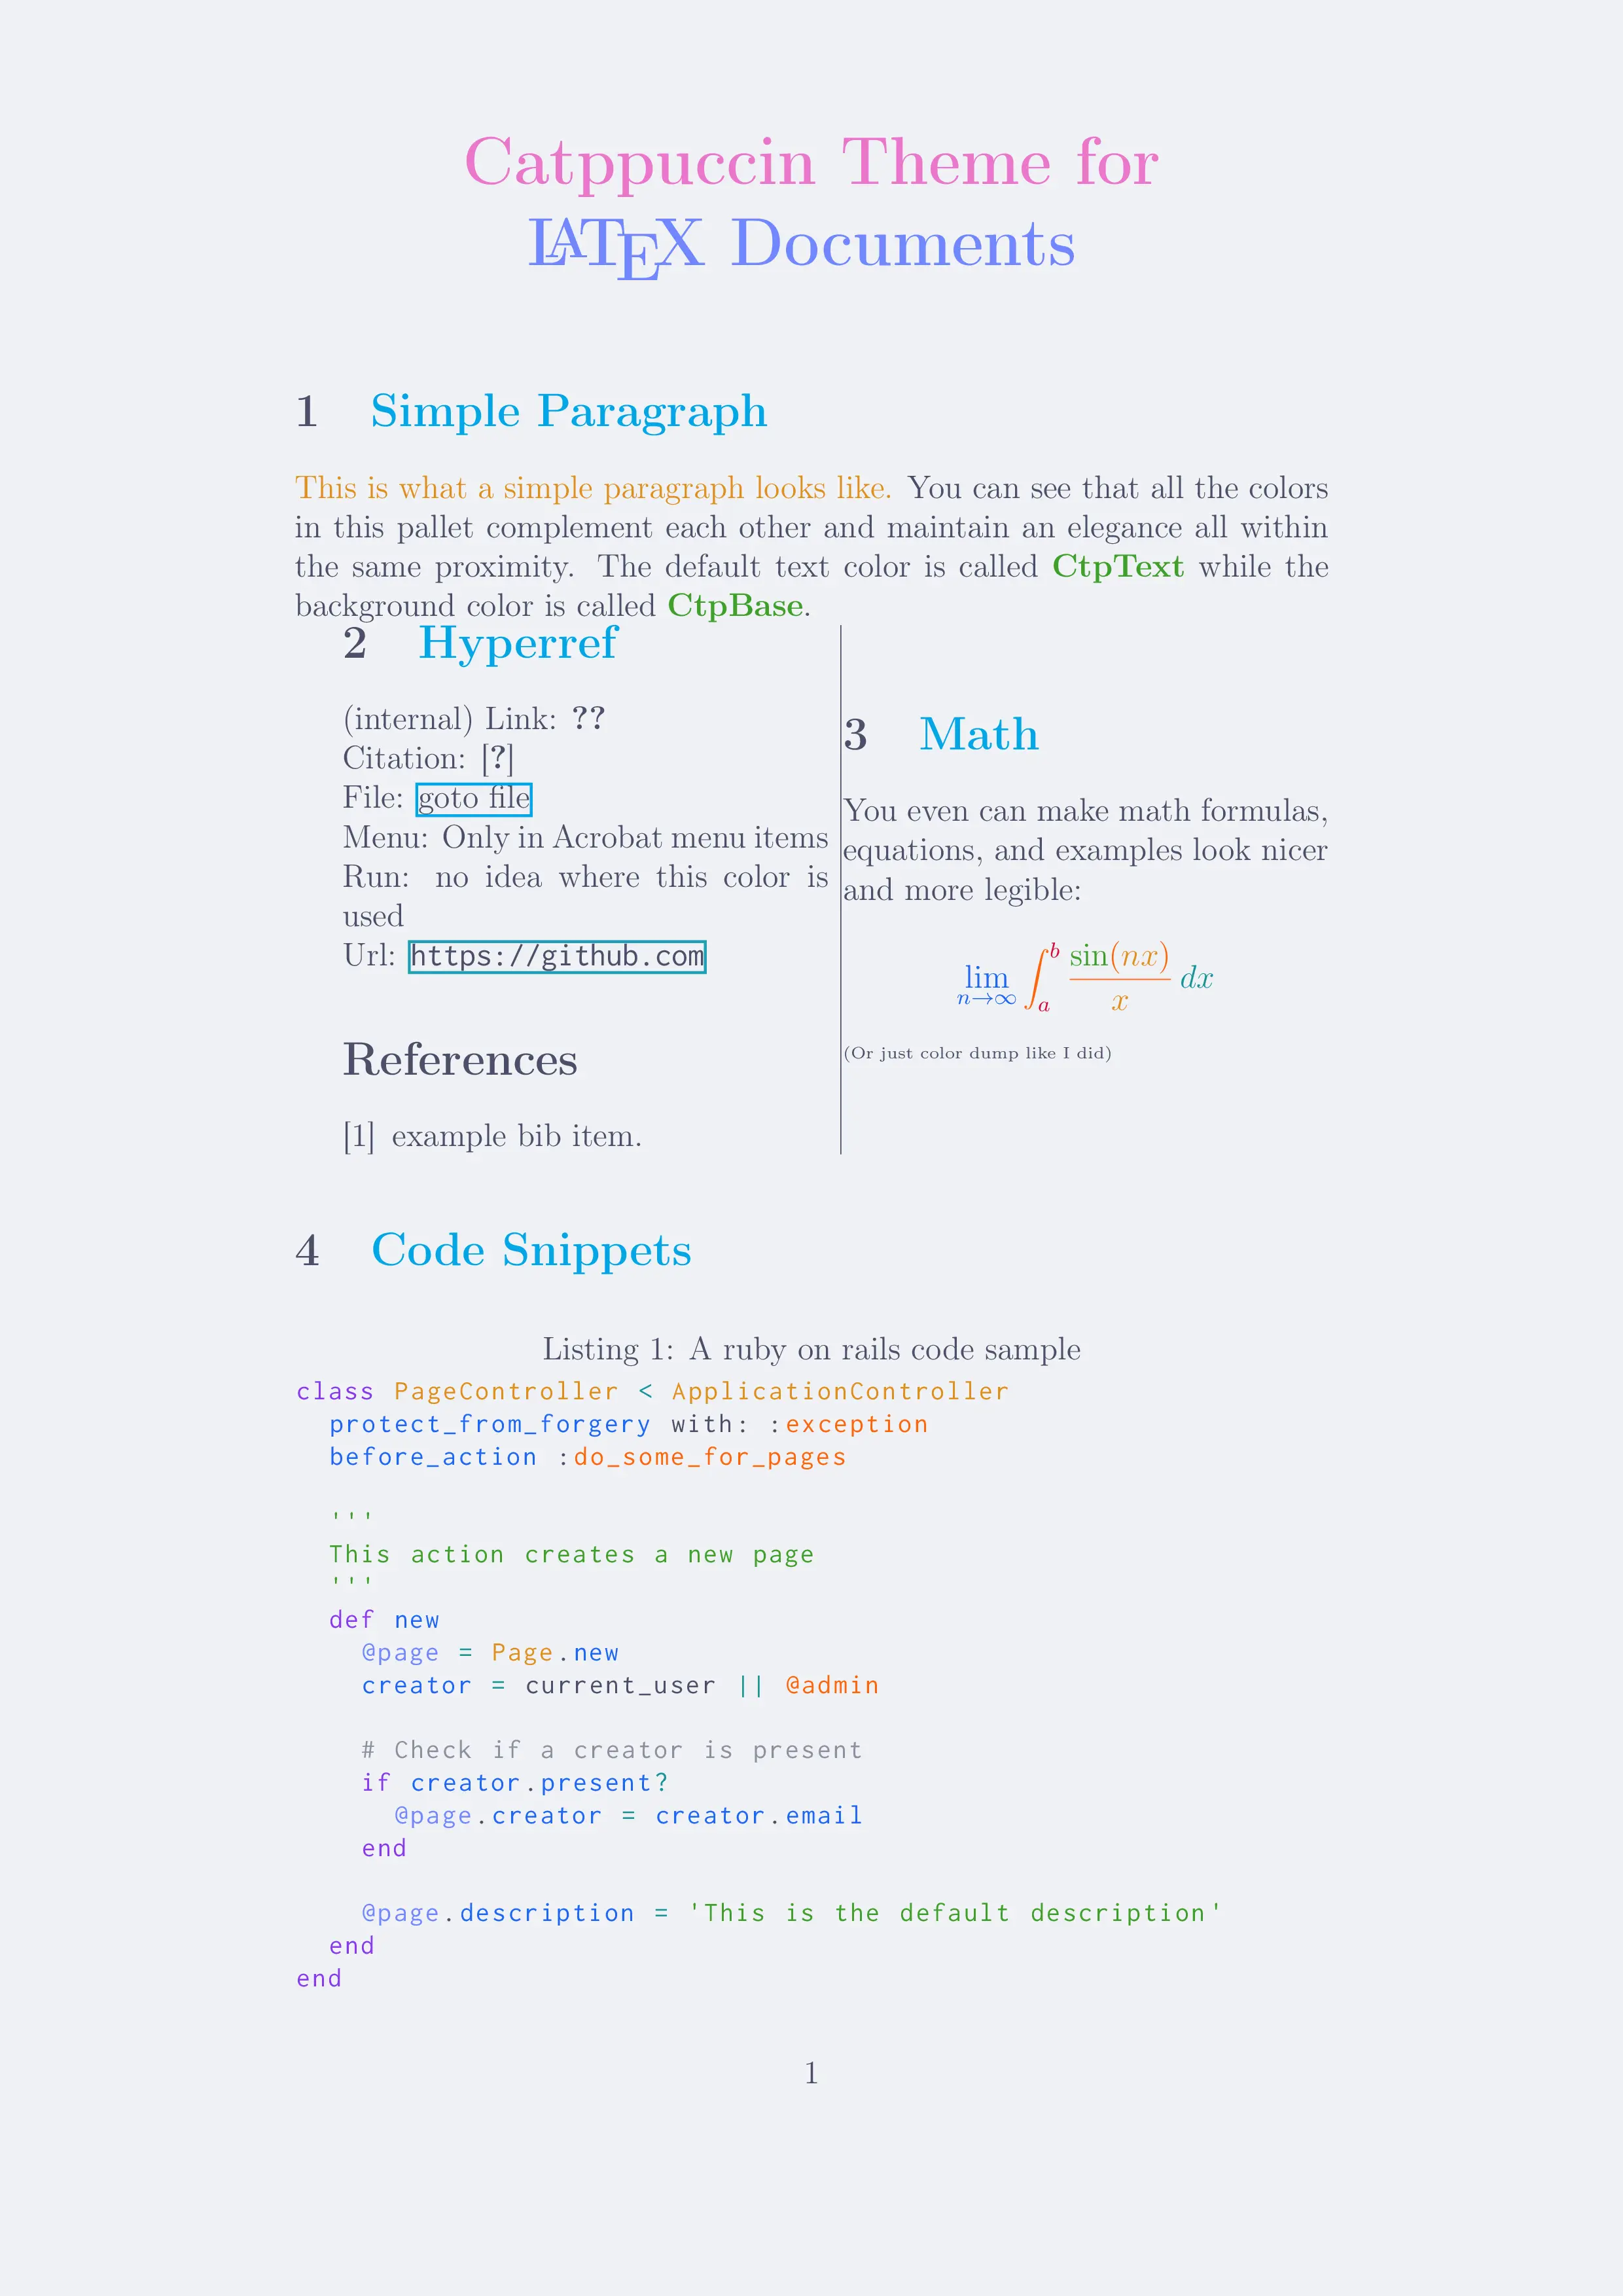 Catppuccin Theme for
LATEX Documents
1 Simple Paragraph
This is what a simple paragraph looks like. You can see that all the colors
in this pallet complement each other and maintain an elegance all within
the same proximity. The default text color is called CtpText while the
background color is called CtpBase.
2 Hyperref
(internal) Link: ??
Citation: [?]
File: goto file
Menu: Only in Acrobat menu items
Run: no idea where this color is
used
Url: https://github.com
References
[1] example bib item.
3 Math
You even can make math formulas,
equations, and examples look nicer
and more legible:
lim n→∞ ∫_a^b sin(nx)/x dx
(Or just color dump like I did)
4 Code Snippets
Listing 1: A ruby on rails code sample
class PageController < ApplicationController
  protect_from_forgery with: :exception
  before_action :do_some_for_pages

  '''
  This action creates a new page
  '''
  def new
    @page = Page.new
    creator = current_user || @admin

    # Check if a creator is present
    if creator.present?
      @page.creator = creator.email
    end

    @page.description = 'This is the default description'
  end
end
1